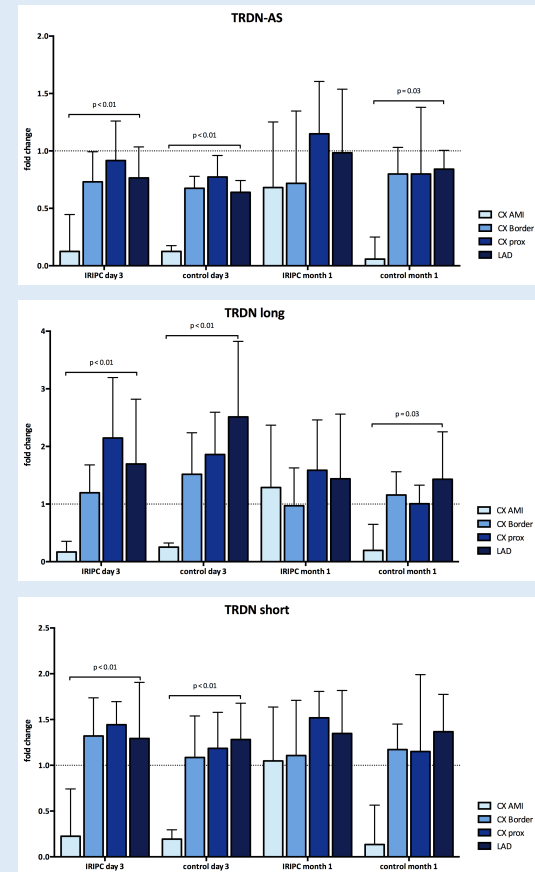 TRDN-AS
2.0
1.5
1.0
0.5
0.0
fold change
p < 0.01
p < 0.01
p = 0.03
IRIPC day 3
control day 3
IRIPC month 1
control month 1
CX AMI
CX Border
CX prox
LAD
TRDN long
4
3
2
1
0
fold change
p < 0.01
p < 0.01
p = 0.03
IRIPC day 3
control day 3
IRIPC month 1
control month 1
CX AMI
CX Border
CX prox
LAD
TRDN short
2.5
2.0
1.5
1.0
0.5
0.0
fold change
p < 0.01
p < 0.01
IRIPC day 3
control day 3
IRIPC month 1
control month 1
CX AMI
CX Border
CX prox
LAD